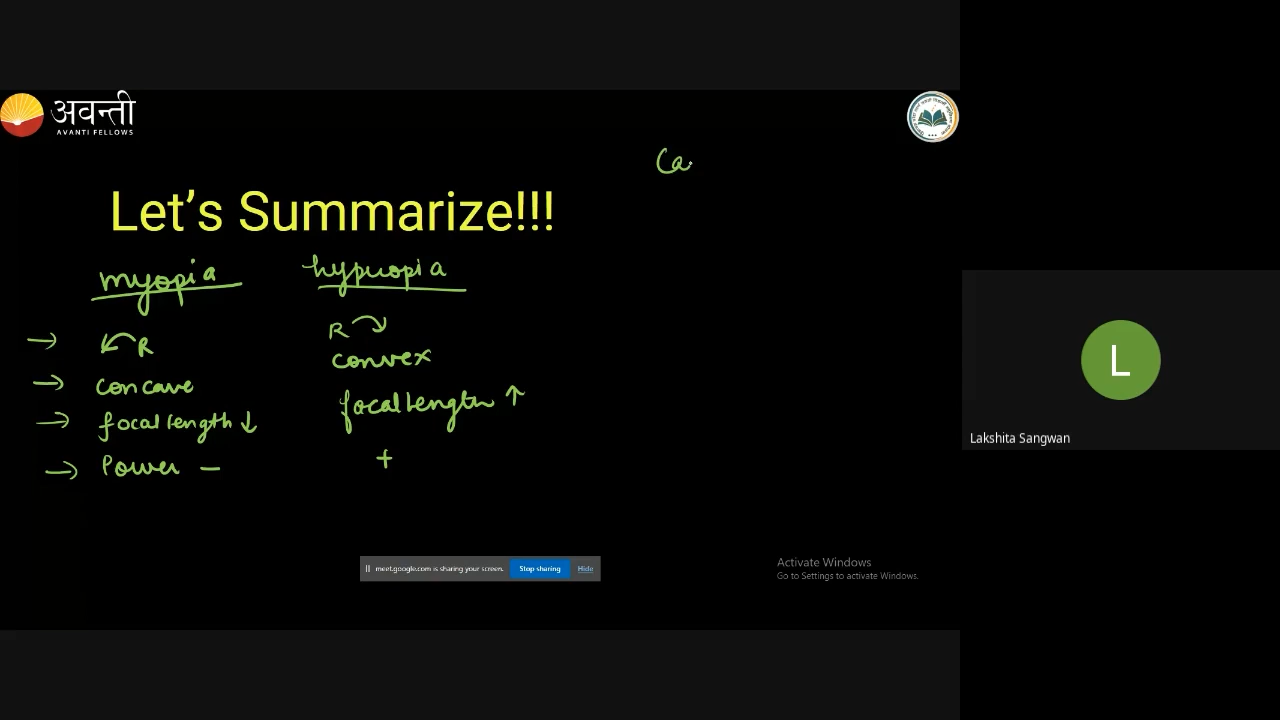 अवन्ती
AVANTI FELLOWS
Ca
Let's Summarize!!!
myopia
hyperopia
→ R
→ concave
→ focal length ↓
→ Power −
R
convex
focal length ↑
+
meet.google.com is sharing your screen. Stop sharing Hide
Activate Windows
Go to Settings to activate Windows.
L
Lakshita Sangwan